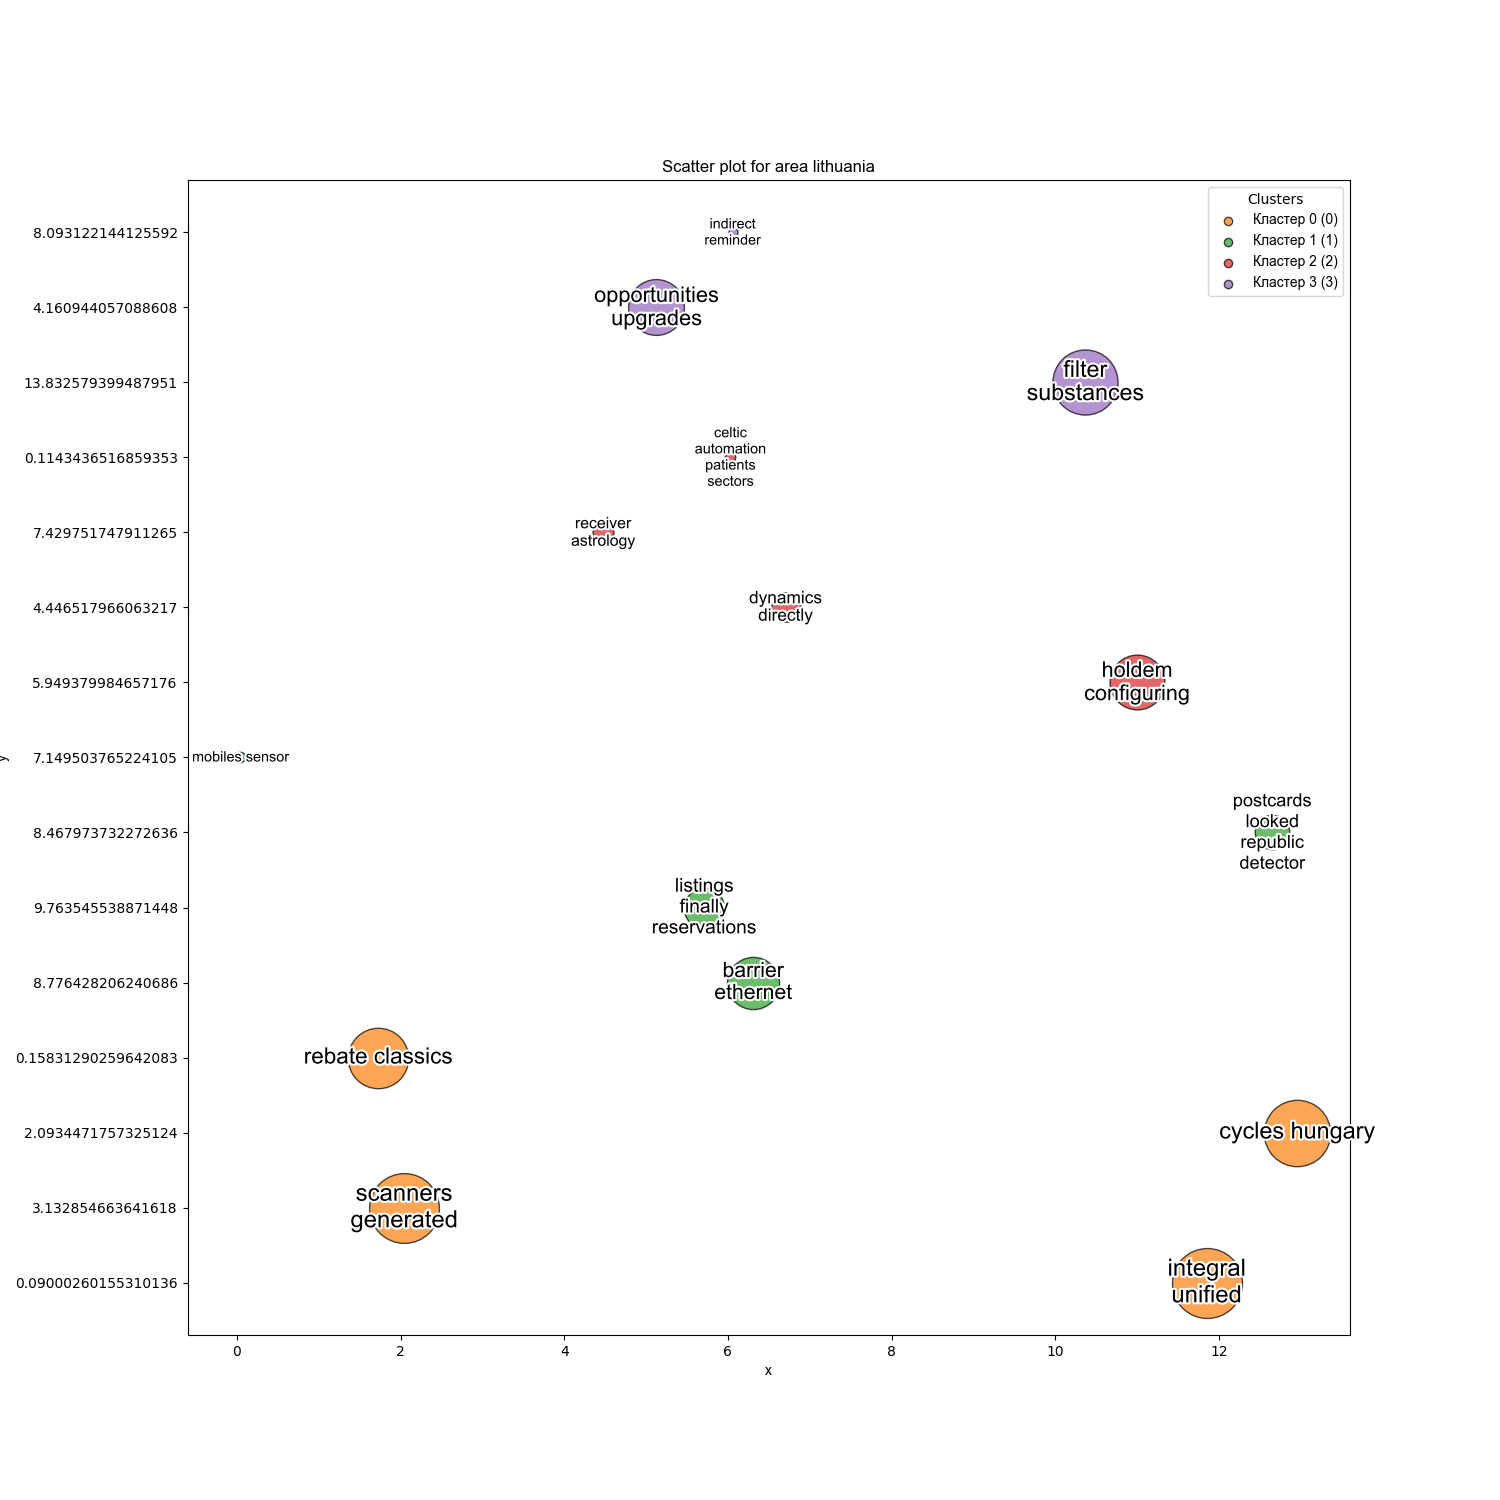 Scatter plot for area lithuania
Clusters
Кластер 0 (0)
Кластер 1 (1)
Кластер 2 (2)
Кластер 3 (3)
8.093122144125592
4.160944057088608
13.832579399487951
0.1143436516859353
7.429751747911265
4.446517966063217
5.949379984657176
7.149503765224105
8.467973732272636
9.763545538871448
8.776428206240686
0.15831290259642083
2.0934471757325124
3.132854663641618
0.09000260155310136
y
indirect
reminder
opportunities
upgrades
filter
substances
celtic
automation
patients
sectors
receiver
astrology
dynamics
directly
holdem
configuring
mobiles sensor
postcards
looked
republic
detector
listings
finally
reservations
barrier
ethernet
rebate classics
cycles hungary
scanners
generated
integral
unified
0 2 4 6 8 10 12
x